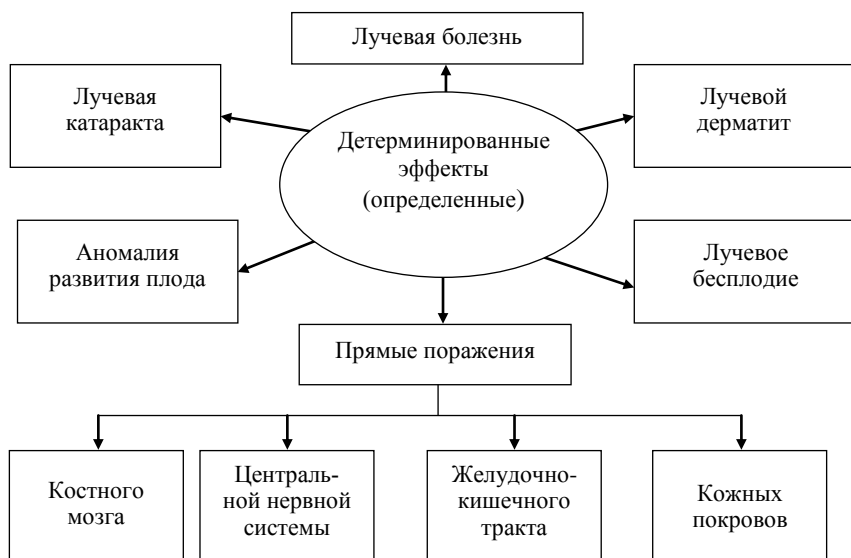 Лучевая болезнь
Лучевая
катаракта
Детерминированные
эффекты
(определенные)
Лучевой
дерматит
Аномалия
развития плода
Лучевое
бесплодие
Прямые поражения
Костного
мозга
Централь-
ной нервной
системы
Желудочно-
кишечного
тракта
Кожных
покровов